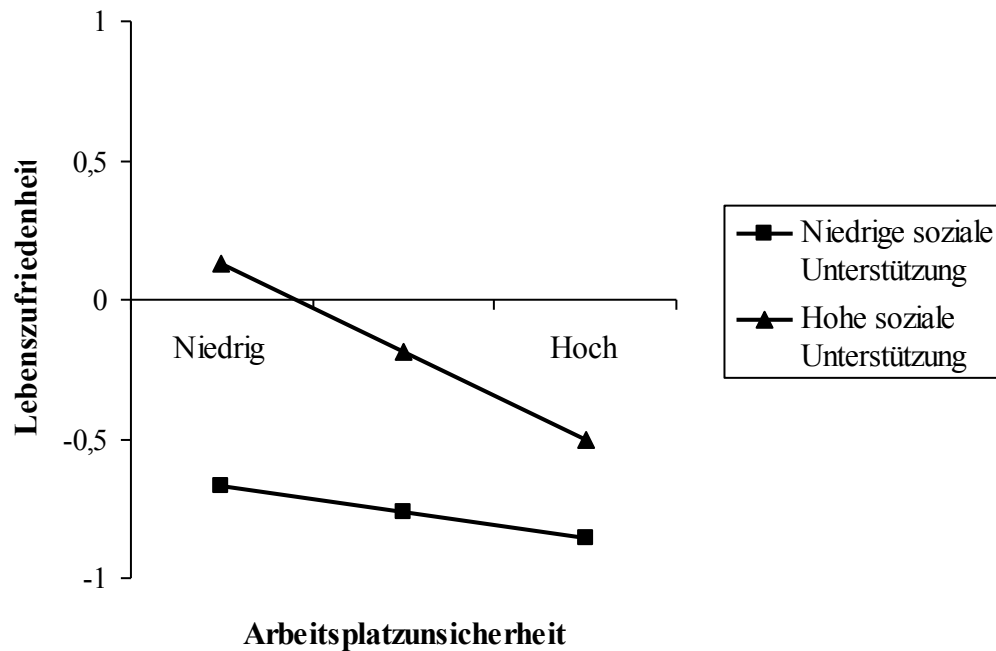 1
0,5
0
-0,5
-1
Lebenszufriedenheit
Niedrig
Hoch
Arbeitsplatzunsicherheit
Niedrige soziale
Unterstützung
Hohe soziale
Unterstützung